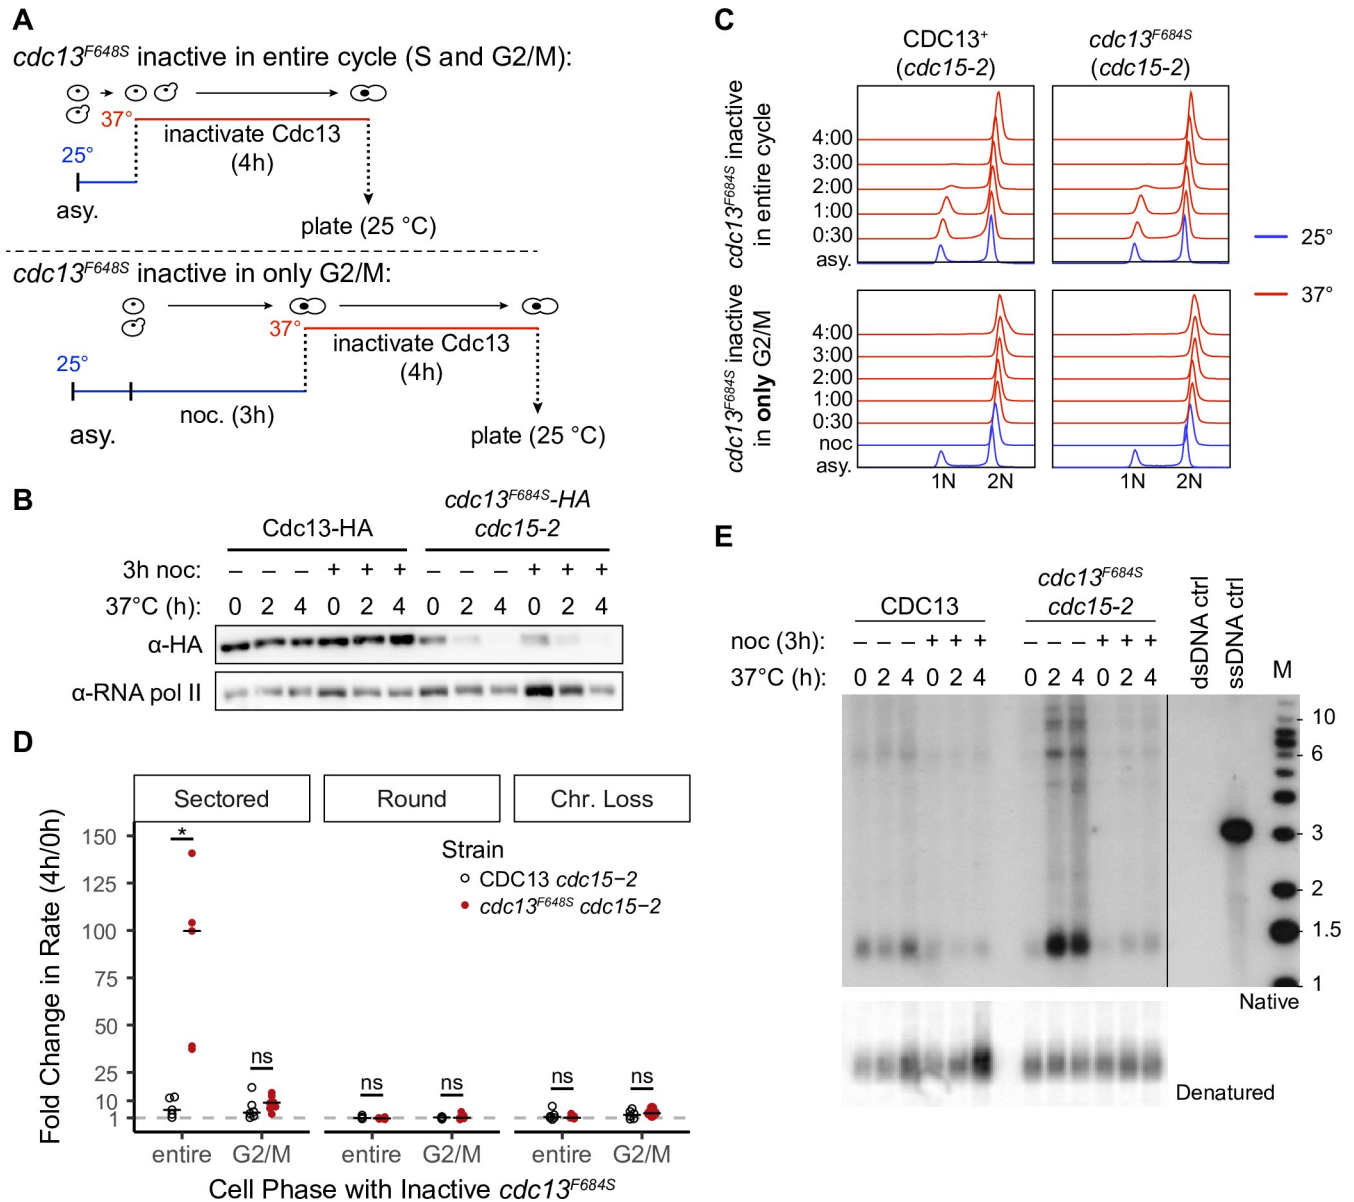 A
cdc13F648S inactive in entire cycle (S and G2/M):
37°
inactivate Cdc13
(4h)
25°
asy.
plate (25 °C)
cdc13F648S inactive in only G2/M:
37°
inactivate Cdc13
(4h)
25°
noc. (3h)
asy.
plate (25 °C)
B
cdc13F684S-HA
Cdc13-HA cdc15-2
3h noc: – – – + + + – – – + + +
37°C (h): 0 2 4 0 2 4 0 2 4 0 2 4
α-HA
α-RNA pol II
C
CDC13+ cdc13F684S
(cdc15-2) (cdc15-2)
cdc13F684S inactive
in entire cycle
4:00
3:00
2:00
1:00
0:30
asy.
cdc13F684S inactive
in only G2/M
4:00
3:00
2:00
1:00
0:30
noc
asy.
1N 2N 1N 2N
25°
37°
D
Sectored Round Chr. Loss
Fold Change in Rate (4h/0h)
150
125
100
75
50
25
10
1
*
ns
ns ns
ns ns
Strain
CDC13 cdc15−2
cdc13F648S cdc15−2
entire G2/M entire G2/M entire G2/M
Cell Phase with Inactive cdc13F684S
E
cdc13F684S
CDC13 cdc15-2
noc (3h): – – – + + + – – – + + +
37°C (h): 0 2 4 0 2 4 0 2 4 0 2 4
dsDNA ctrl
ssDNA ctrl
M
10
6
3
2
1.5
1
Native
Denatured